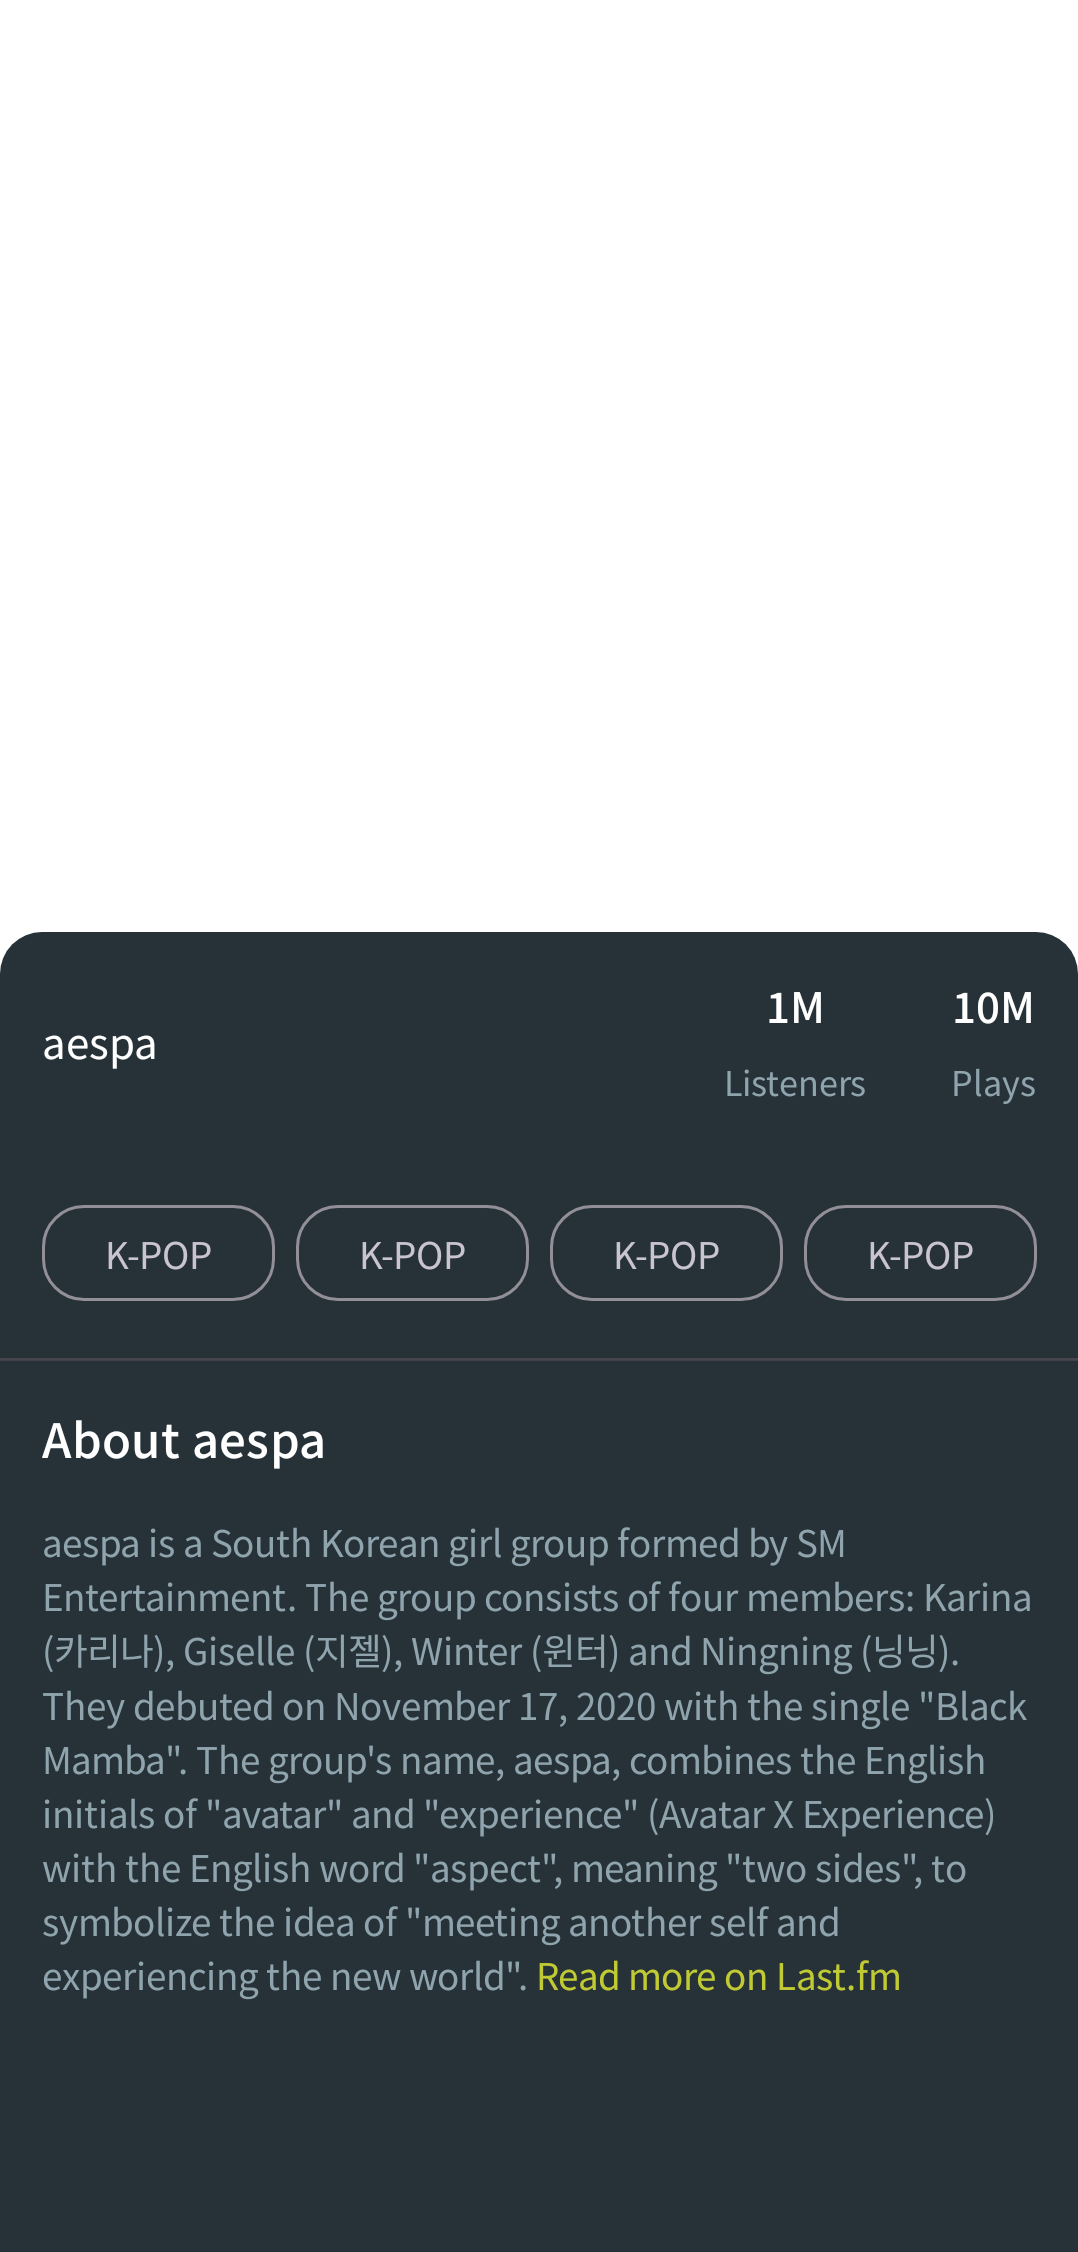 aespa
1M
Listeners
10M
Plays
K-POP
K-POP
K-POP
K-POP
About aespa
aespa is a South Korean girl group formed by SM
Entertainment. The group consists of four members: Karina
(카리나), Giselle (지젤), Winter (윈터) and Ningning (닝닝).
They debuted on November 17, 2020 with the single "Black
Mamba". The group's name, aespa, combines the English
initials of "avatar" and "experience" (Avatar X Experience)
with the English word "aspect", meaning "two sides", to
symbolize the idea of "meeting another self and
experiencing the new world". Read more on Last.fm